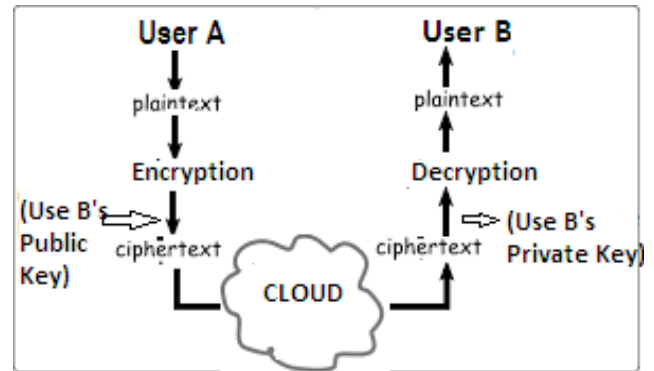 User A
User B
plaintext
plaintext
Encryption
Decryption
(Use B's
Public
Key)
(Use B's
Private Key)
ciphertext
ciphertext
CLOUD